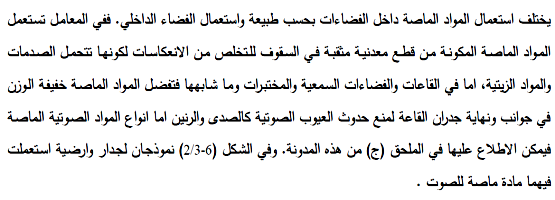 يختلف استعمال المواد الماصة داخل الفضاءات بحسب طبيعة واستعمال الفضاء الداخلي. ففي المعامل تستعمل
المواد الماصة المكونة من قطع معدنية مثقبة في السقوف للتخلص من الانعكاسات لكونها تتحمل الصدمات
والمواد الزيتية، اما في القاعات والفضاءات السمعية والمختبرات وما شابهها فتفضل المواد الماصة خفيفة الوزن
في جوانب ونهاية جدران القاعة لمنع حدوث العيوب الصوتية كالصدى والرنين اما انواع المواد الصوتية الماصة
فيمكن الاطلاع عليها في الملحق (ج) من هذه المدونة. وفي الشكل (2/3-6) نموذجان لجدار وارضية استعملت
فيهما مادة ماصة للصوت .